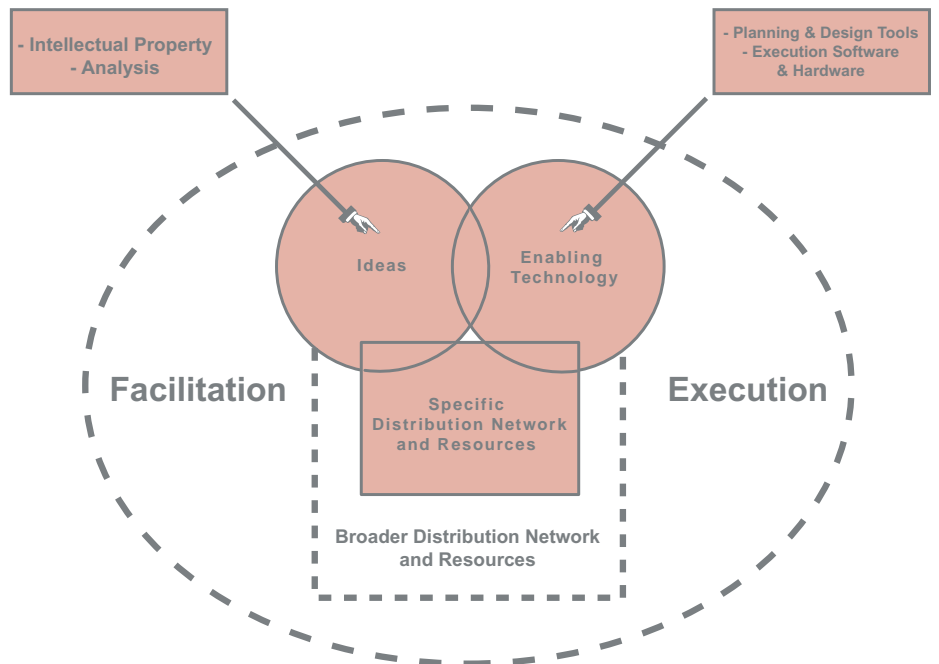 - Intellectual Property
- Analysis
- Planning & Design Tools
- Execution Software
& Hardware
Ideas
Enabling
Technology
Facilitation
Execution
Specific
Distribution Network
and Resources
Broader Distribution Network
and Resources